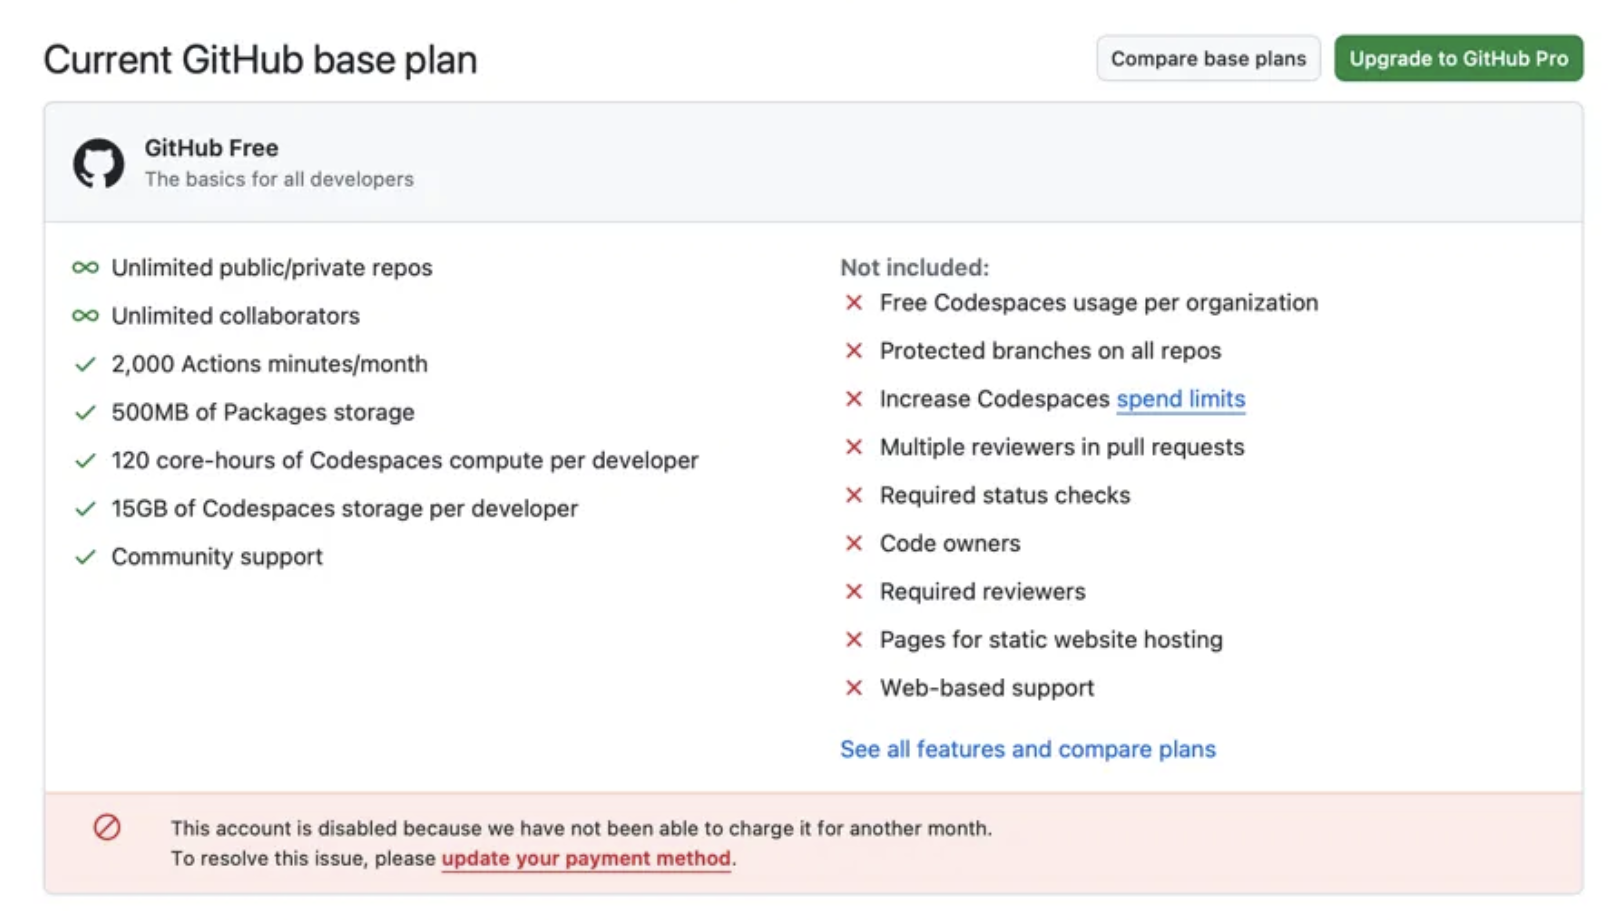 Current GitHub base plan
Compare base plans
Upgrade to GitHub Pro
GitHub Free
The basics for all developers
Unlimited public/private repos
Unlimited collaborators
2,000 Actions minutes/month
500MB of Packages storage
120 core-hours of Codespaces compute per developer
15GB of Codespaces storage per developer
Community support
Not included:
Free Codespaces usage per organization
Protected branches on all repos
Increase Codespaces spend limits
Multiple reviewers in pull requests
Required status checks
Code owners
Required reviewers
Pages for static website hosting
Web-based support
See all features and compare plans
This account is disabled because we have not been able to charge it for another month.
To resolve this issue, please update your payment method.